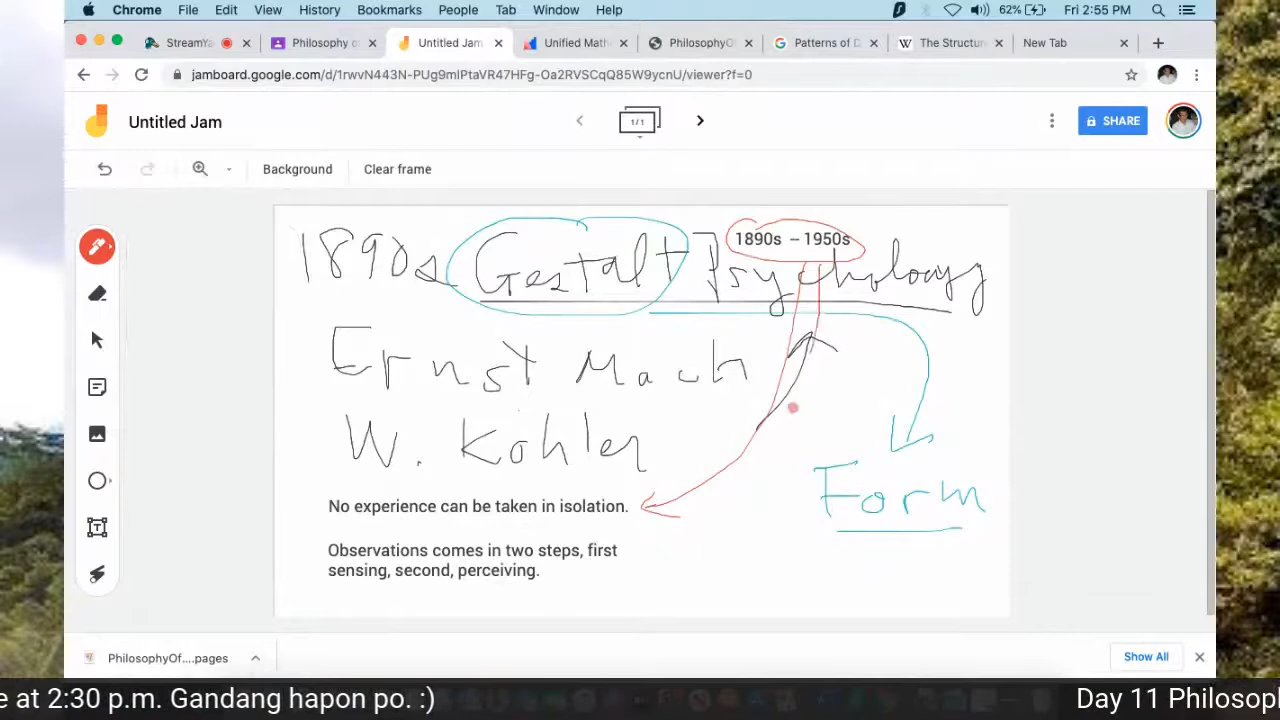 Chrome File Edit View History Bookmarks People Tab Window Help 62% Fri 2:55 PM
StreamYa Philosophy o Untitled Jam Unified Math PhilosophyO Patterns of D The Structur New Tab
jamboard.google.com/d/1rwvN443N-PUg9mlPtaVR47HFg-Oa2RVSCqQ85W9ycnU/viewer?f=0
Untitled Jam 1/1 SHARE
Background Clear frame
1890s - 1950s
1890s Gestalt Psychology
Ernst Mach
W. Köhler
Form
No experience can be taken in isolation.
Observations comes in two steps, first
sensing, second, perceiving.
PhilosophyOf....pages Show All
e at 2:30 p.m. Gandang hapon po. :) Day 11 Philosop